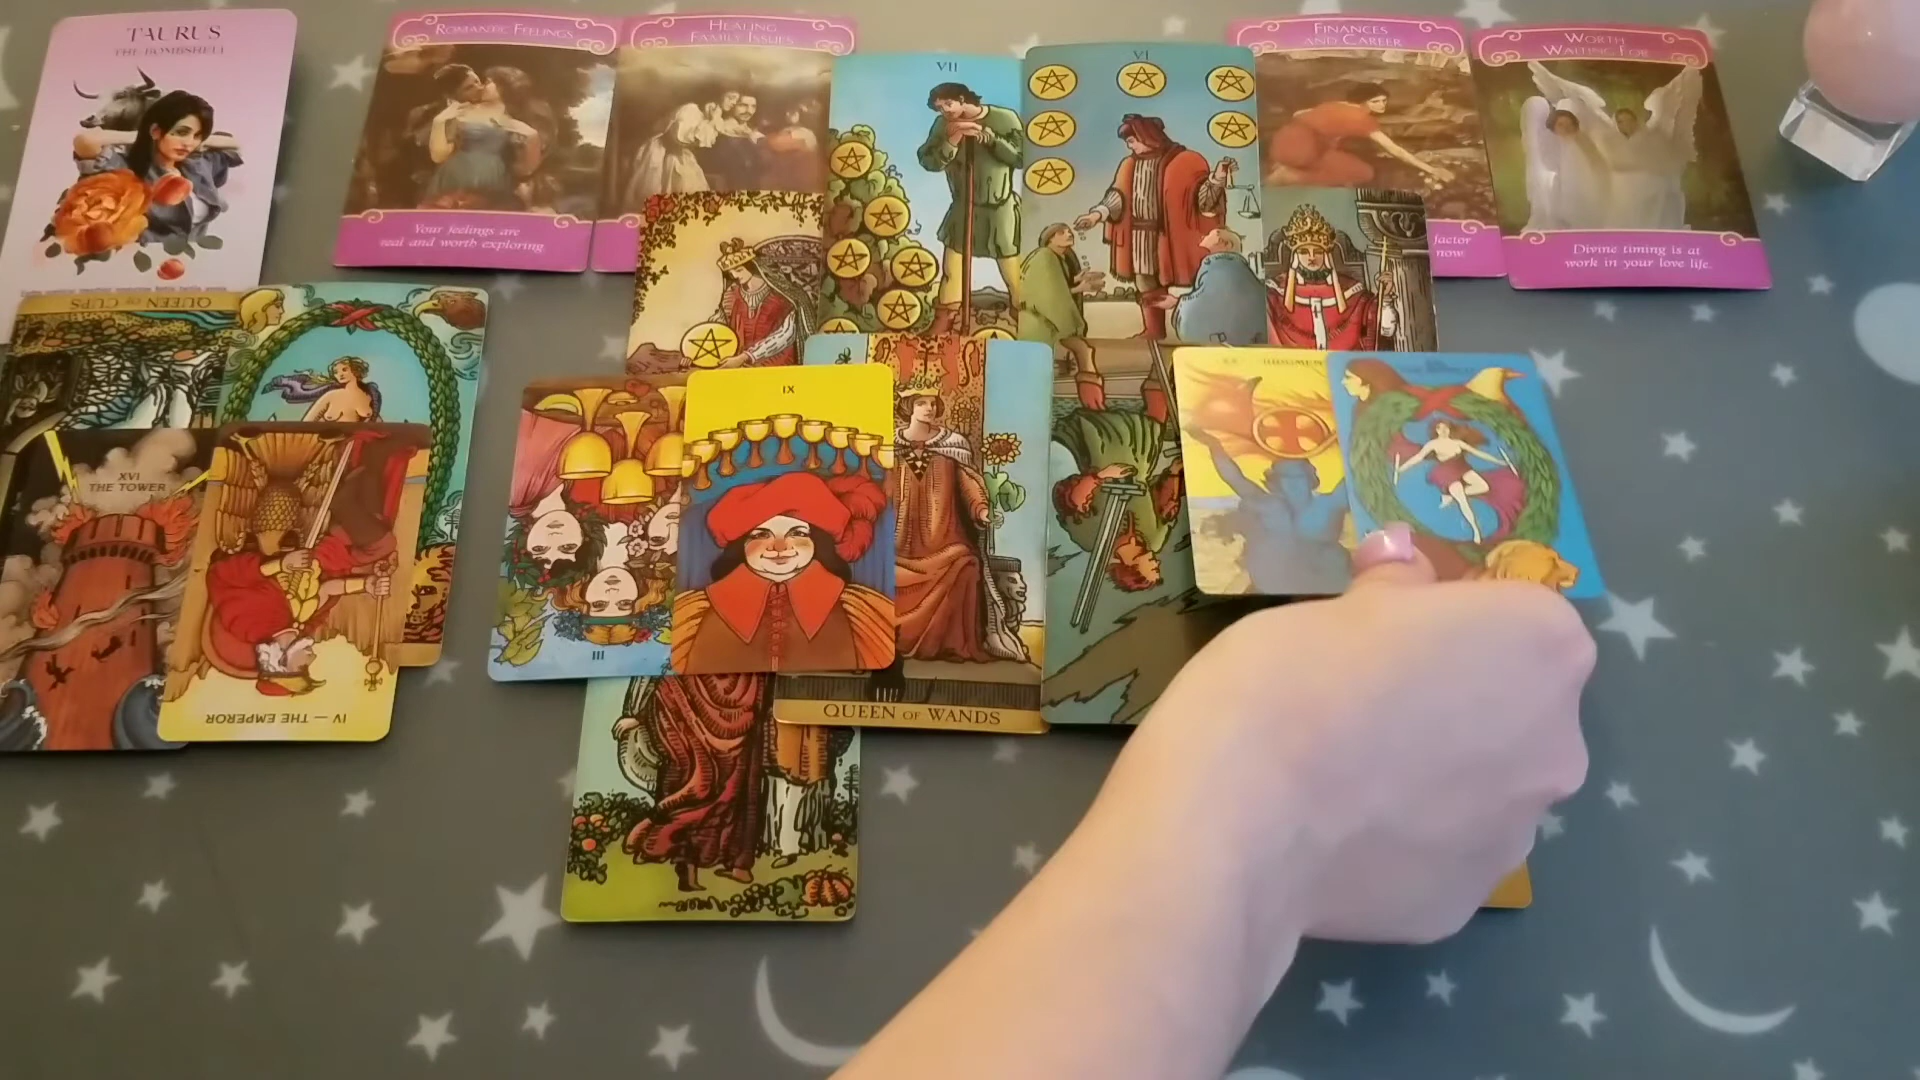 TAURUS
THE BOMBSHELL
ROMANTIC FEELINGS
Your feelings are
real and worth exploring
HEALING
FAMILY ISSUES
VII
VI
FINANCES
AND CAREER
factor
now.
WORTH
WAITING FOR
Divine timing is at
work in your love life.
QUEEN OF CUPS
XVI
THE TOWER
IV — THE EMPEROR
III
IX
QUEEN OF WANDS